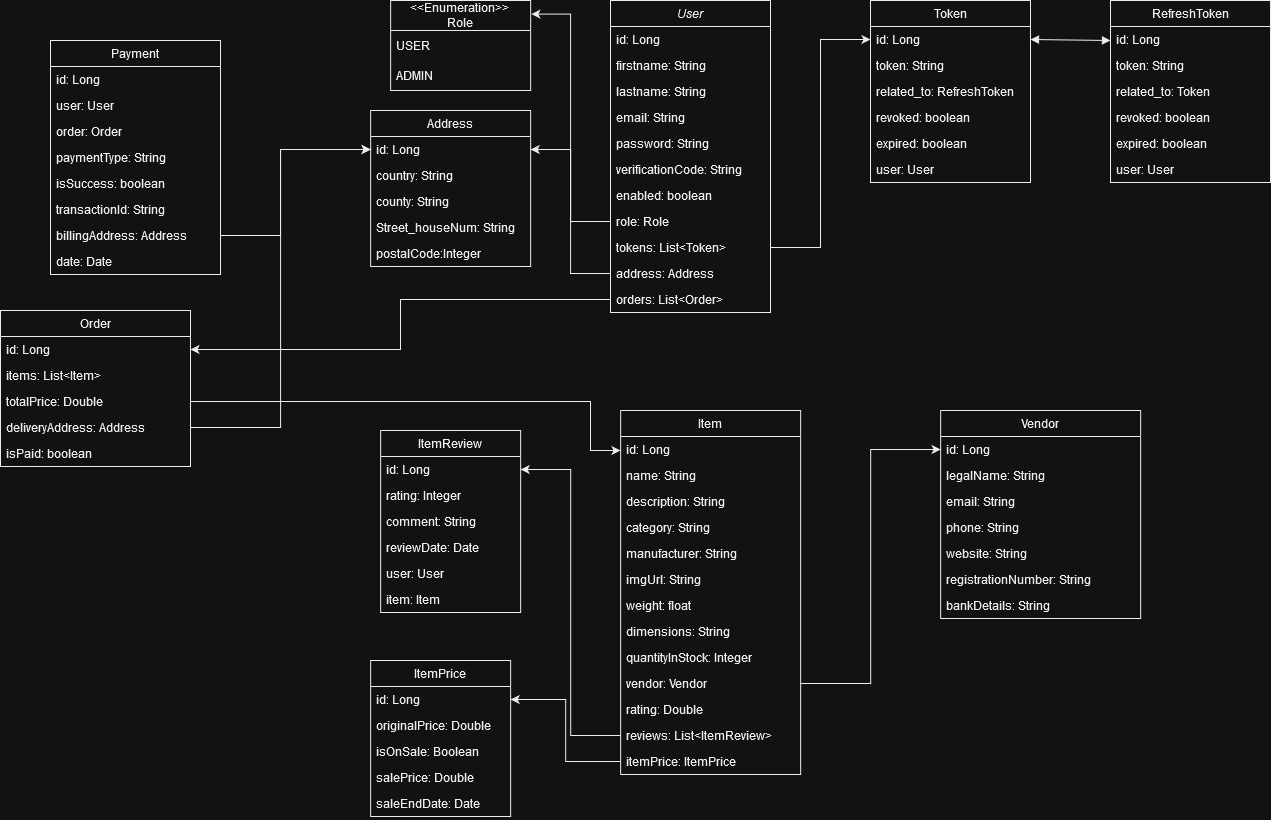 <<Enumeration>>
Role
USER
ADMIN
User
id: Long
firstname: String
lastname: String
email: String
password: String
verificationCode: String
enabled: boolean
role: Role
tokens: List<Token>
address: Address
orders: List<Order>
Token
id: Long
token: String
related_to: RefreshToken
revoked: boolean
expired: boolean
user: User
RefreshToken
id: Long
token: String
related_to: Token
revoked: boolean
expired: boolean
user: User
Payment
id: Long
user: User
order: Order
paymentType: String
isSuccess: boolean
transactionId: String
billingAddress: Address
date: Date
Address
id: Long
country: String
county: String
Street_houseNum: String
postalCode:Integer
Order
id: Long
items: List<Item>
totalPrice: Double
deliveryAddress: Address
isPaid: boolean
ItemReview
id: Long
rating: Integer
comment: String
reviewDate: Date
user: User
item: Item
Item
id: Long
name: String
description: String
category: String
manufacturer: String
imgUrl: String
weight: float
dimensions: String
quantityInStock: Integer
vendor: Vendor
rating: Double
reviews: List<ItemReview>
itemPrice: ItemPrice
Vendor
id: Long
legalName: String
email: String
phone: String
website: String
registrationNumber: String
bankDetails: String
ItemPrice
id: Long
originalPrice: Double
isOnSale: Boolean
salePrice: Double
saleEndDate: Date